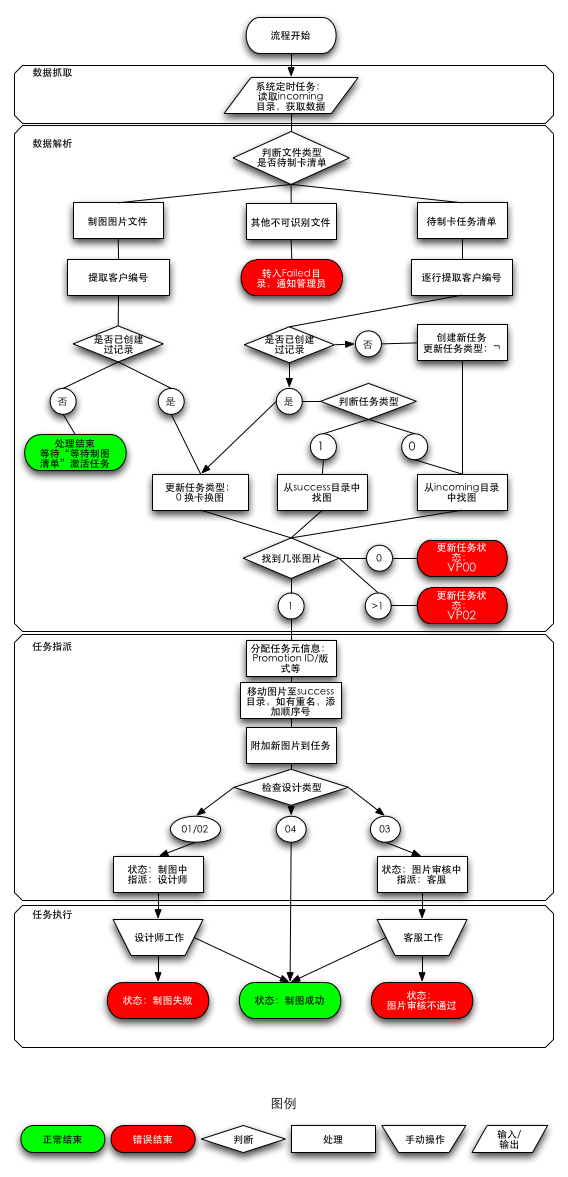 流程开始
数据抓取
系统定时任务：
读取incoming
目录，获取数据
数据解析
判断文件类型
是否待制卡清单
制图图片文件
其他不可识别文件
待制卡任务清单
提取客户编号
转入Failed目
录，通知管理员
逐行提取客户编号
是否已创建
过记录
是否已创建
过记录
否
创建新任务
更新任务类型：¬
否
是
是
判断任务类型
处理结束
等待“等待制图
清单”激活任务
1
0
更新任务类型：
0 换卡换图
从success目录中
找图
从incoming目录
中找图
找到几张图片
0
更新任务状
态：
VP00
1
>1
更新任务状
态：
VP02
任务指派
分配任务元信息：
Promotion ID/版
式等
移动图片至success
目录，如有重名，添
加顺序号
附加新图片到任务
检查设计类型
01/02
04
03
状态：制图中
指派：设计师
状态：图片审核中
指派：客服
任务执行
设计师工作
客服工作
状态：制图失败
状态：制图成功
状态：
图片审核不通过
图例
正常结束
错误结束
判断
处理
手动操作
输入/
输出